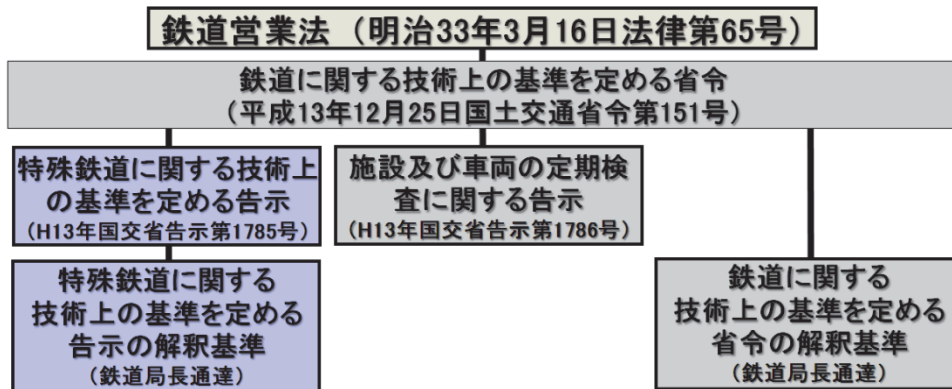 鉄道営業法（明治33年3月16日法律第65号）
鉄道に関する技術上の基準を定める省令
（平成13年12月25日国土交通省令第151号）
特殊鉄道に関する技術上
の基準を定める告示
（H13年国交省告示第1785号）
施設及び車両の定期検
査に関する告示
（H13年国交省告示第1786号）
特殊鉄道に関する
技術上の基準を定める
告示の解釈基準
（鉄道局長通達）
鉄道に関する
技術上の基準を定める
省令の解釈基準
（鉄道局長通達）